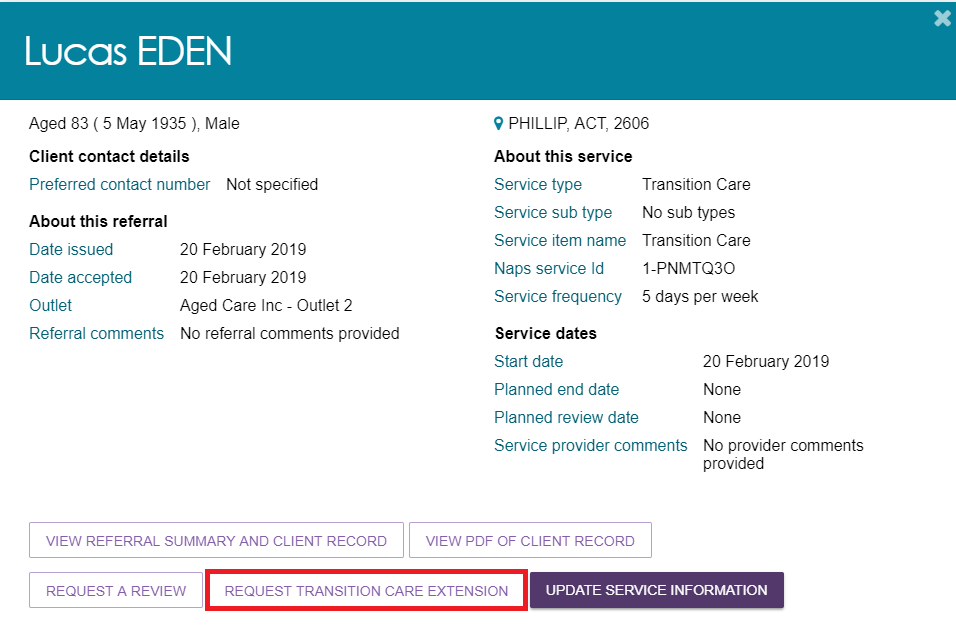 Lucas EDEN
Aged 83 ( 5 May 1935 ), Male
Client contact details
Preferred contact number Not specified
About this referral
Date issued 20 February 2019
Date accepted 20 February 2019
Outlet Aged Care Inc - Outlet 2
Referral comments No referral comments provided
PHILLIP, ACT, 2606
About this service
Service type Transition Care
Service sub type No sub types
Service item name Transition Care
Naps service Id 1-PNMTQ3O
Service frequency 5 days per week
Service dates
Start date 20 February 2019
Planned end date None
Planned review date None
Service provider comments No provider comments
provided
VIEW REFERRAL SUMMARY AND CLIENT RECORD VIEW PDF OF CLIENT RECORD
REQUEST A REVIEW REQUEST TRANSITION CARE EXTENSION UPDATE SERVICE INFORMATION